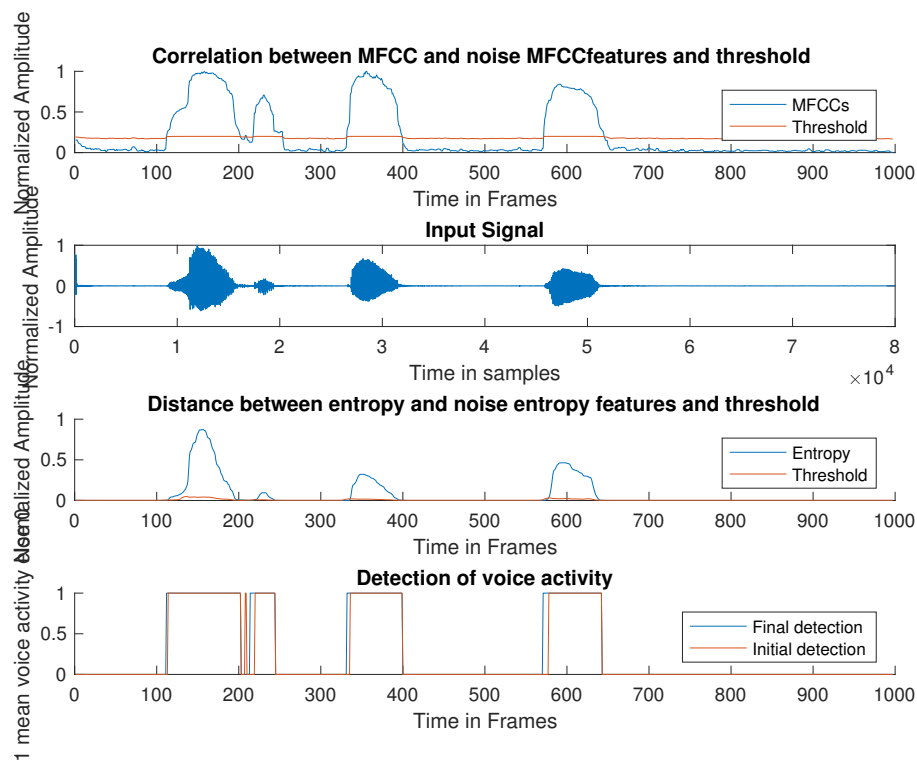 Correlation between MFCC and noise MFCCfeatures and threshold
Normalized Amplitude
1
0.5
0
MFCCs
Threshold
0 100 200 300 400 500 600 700 800 900 1000
Time in Frames
Input Signal
Normalized Amplitude
1
0
-1
0 1 2 3 4 5 6 7 8
Time in samples
×10^4
Distance between entropy and noise entropy features and threshold
Normalized Amplitude
1
0.5
0
Entropy
Threshold
0 100 200 300 400 500 600 700 800 900 1000
Time in Frames
Detection of voice activity
1 mean voice activity else 0
1
0.5
0
Final detection
Initial detection
0 100 200 300 400 500 600 700 800 900 1000
Time in Frames